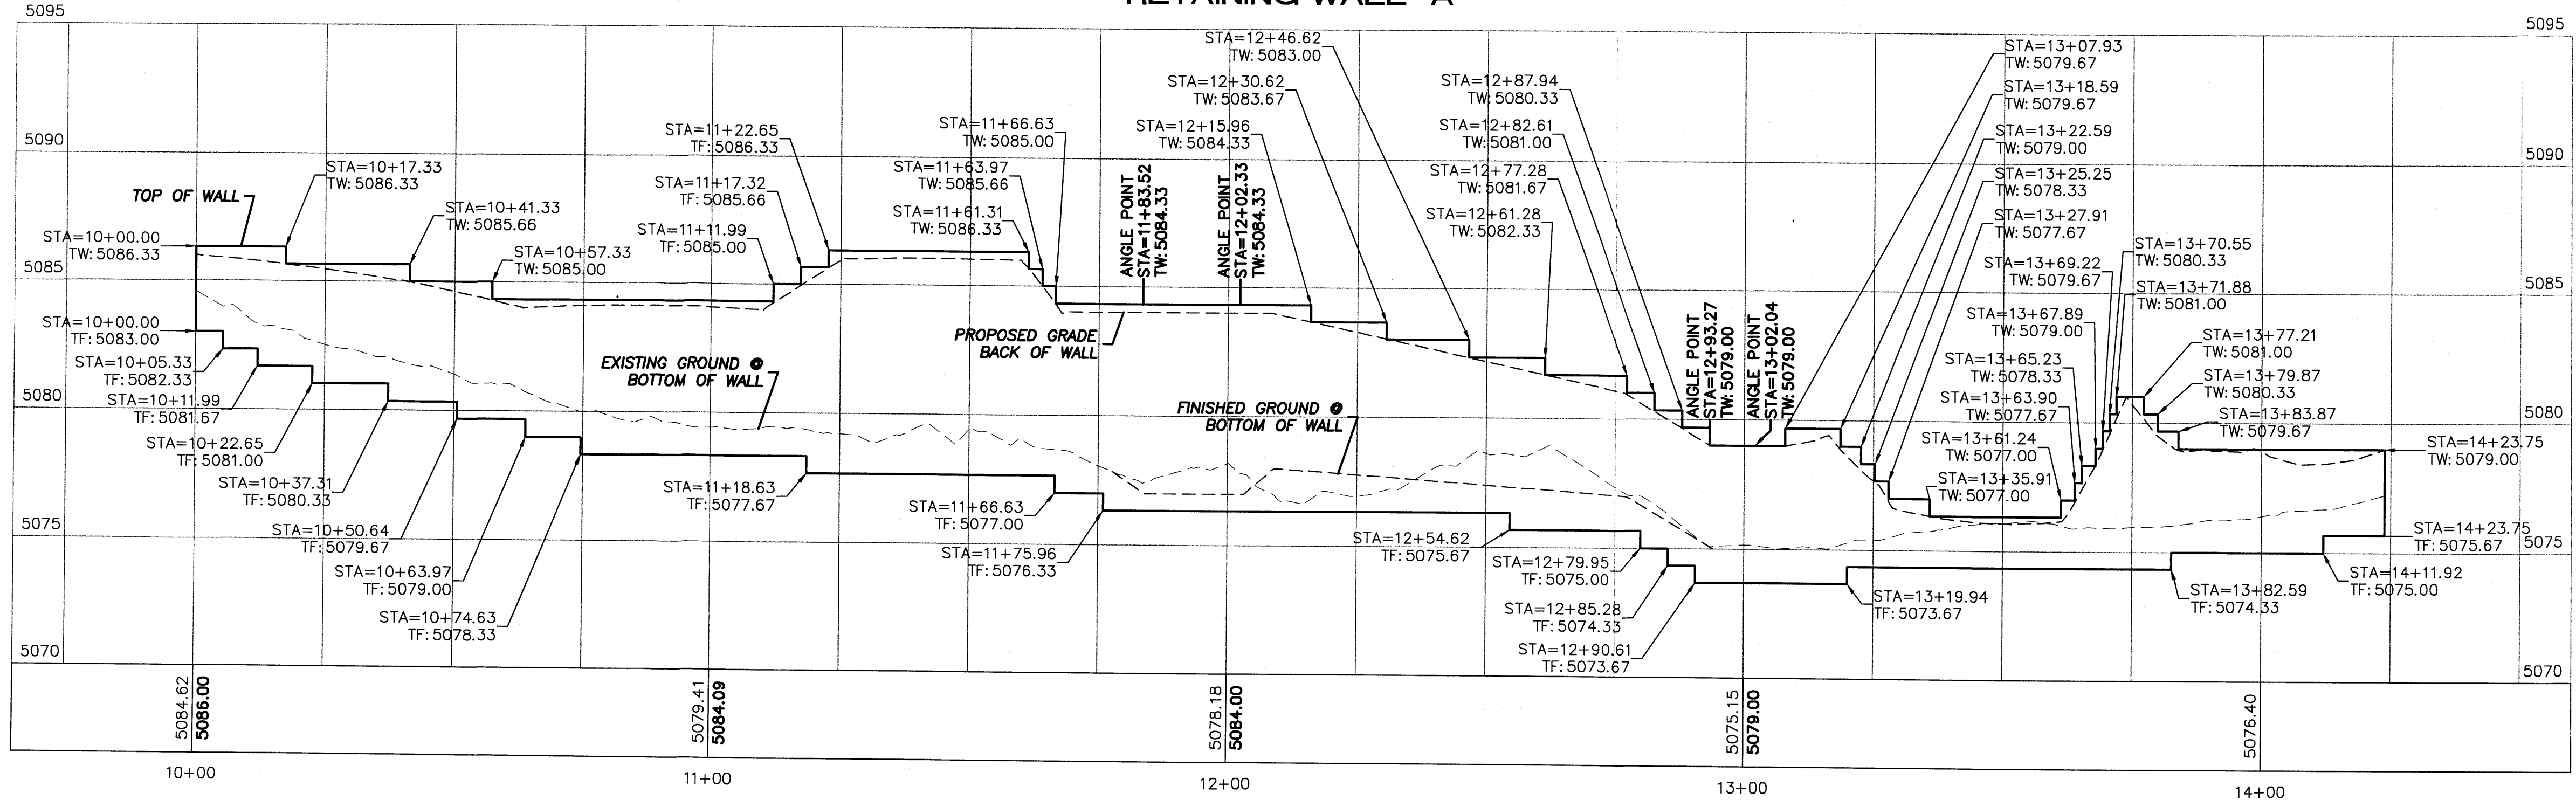 RETAINING WALL "A"
5095
5095
5090
5090
5085
5085
5080
5080
5075
5075
5070
5070
TOP OF WALL
STA=10+00.00
TW: 5086.33
STA=10+17.33
TW: 5086.33
STA=10+41.33
TW: 5085.66
STA=10+57.33
TW: 5085.00
STA=11+11.99
TF: 5085.00
STA=11+17.32
TF: 5085.66
STA=11+22.65
TF: 5086.33
STA=11+61.31
TW: 5086.33
STA=11+63.97
TW: 5085.66
STA=11+66.63
TW: 5085.00
ANGLE POINT
STA=11+83.52
TW: 5084.33
ANGLE POINT
STA=12+02.33
TW: 5084.33
STA=12+15.96
TW: 5084.33
STA=12+30.62
TW: 5083.67
STA=12+46.62
TW: 5083.00
STA=12+61.28
TW: 5082.33
STA=12+77.28
TW: 5081.67
STA=12+82.61
TW: 5081.00
STA=12+87.94
TW: 5080.33
ANGLE POINT
STA=12+93.27
TW: 5079.00
ANGLE POINT
STA=13+02.04
TW: 5079.00
STA=13+07.93
TW: 5079.67
STA=13+18.59
TW: 5079.67
STA=13+22.59
TW: 5079.00
STA=13+25.25
TW: 5078.33
STA=13+27.91
TW: 5077.67
STA=13+35.91
TW: 5077.00
STA=13+61.24
TW: 5077.00
STA=13+63.90
TW: 5077.67
STA=13+65.23
TW: 5078.33
STA=13+67.89
TW: 5079.00
STA=13+69.22
TW: 5079.67
STA=13+70.55
TW: 5080.33
STA=13+71.88
TW: 5081.00
STA=13+77.21
TW: 5081.00
STA=13+79.87
TW: 5080.33
STA=13+83.87
TW: 5079.67
STA=14+23.75
TW: 5079.00
PROPOSED GRADE
BACK OF WALL
EXISTING GROUND @
BOTTOM OF WALL
FINISHED GROUND @
BOTTOM OF WALL
STA=10+00.00
TF: 5083.00
STA=10+05.33
TF: 5082.33
STA=10+11.99
TF: 5081.67
STA=10+22.65
TF: 5081.00
STA=10+37.31
TF: 5080.33
STA=10+50.64
TF: 5079.67
STA=10+63.97
TF: 5079.00
STA=10+74.63
TF: 5078.33
STA=11+18.63
TF: 5077.67
STA=11+66.63
TF: 5077.00
STA=11+75.96
TF: 5076.33
STA=12+54.62
TF: 5075.67
STA=12+79.95
TF: 5075.00
STA=12+85.28
TF: 5074.33
STA=12+90.61
TF: 5073.67
STA=13+19.94
TF: 5073.67
STA=13+82.59
TF: 5074.33
STA=14+11.92
TF: 5075.00
STA=14+23.75
TF: 5075.67
5084.62
5086.00
5079.41
5084.09
5078.18
5084.00
5075.15
5079.00
5076.40
10+00
11+00
12+00
13+00
14+00